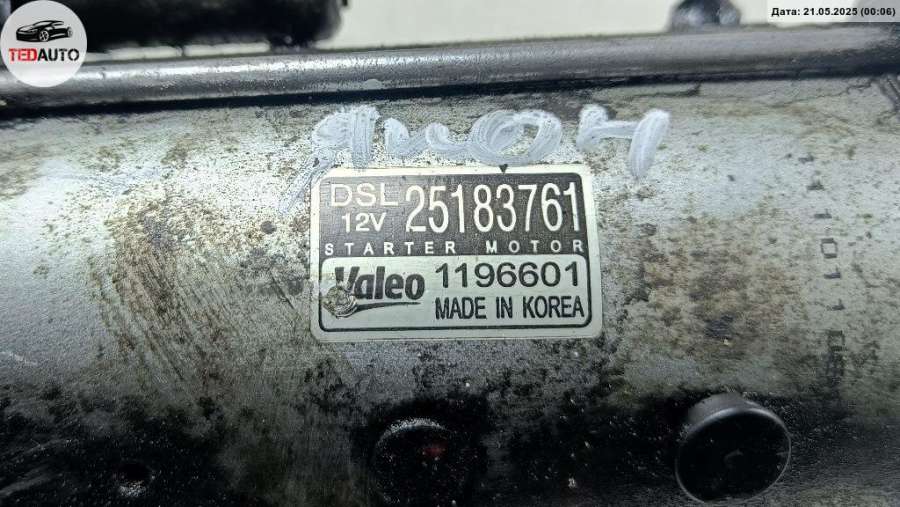 Дата: 21.05.2025 (00:06)
TEDAUTO
DSL 12V 25183761
STARTER MOTOR
Valeo 1196601
MADE IN KOREA